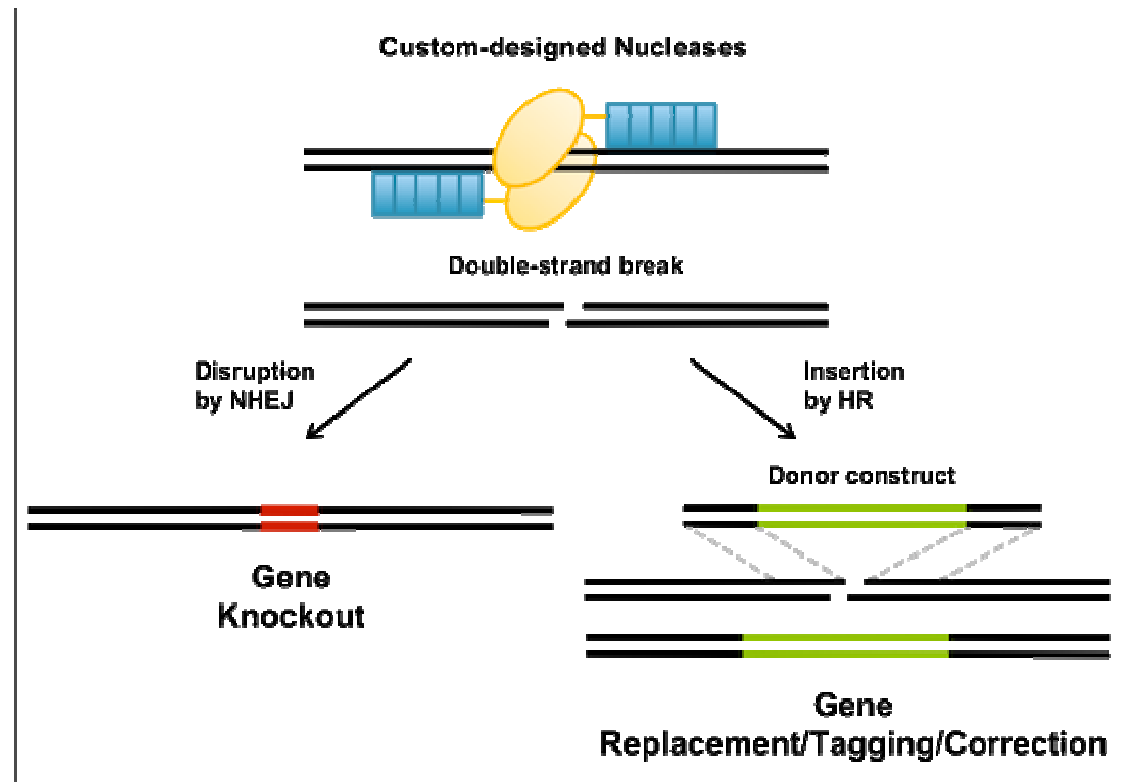 Custom-designed Nucleases
Double-strand break
Disruption
by NHEJ
Insertion
by HR
Donor construct
Gene
Knockout
Gene
Replacement/Tagging/Correction